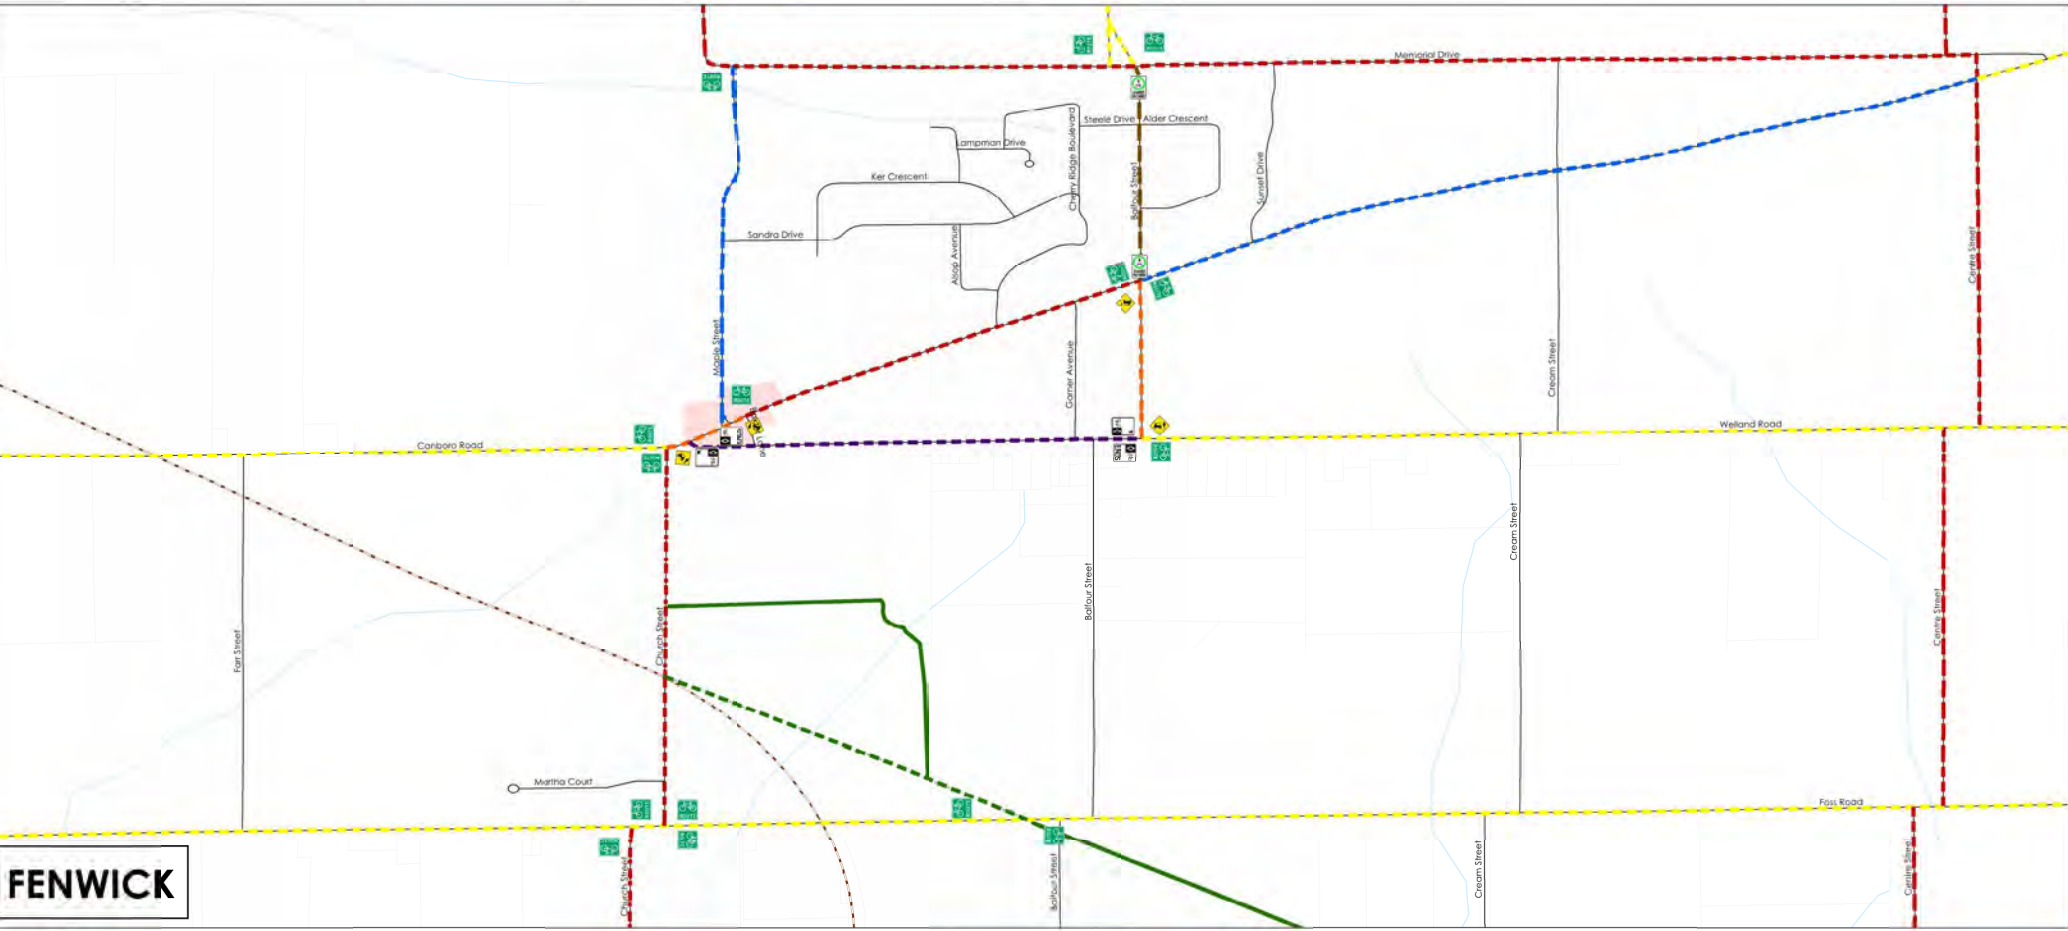 Memorial Drive
Steele Drive
Alder Crescent
Lampman Drive
Cherry Ridge Boulevard
Balfour Street
Sunset Drive
Ker Crescent
Sandra Drive
Alsop Avenue
Centre Street
Maple Street
Garner Avenue
Cream Street
Canboro Road
Welland Road
Cream Street
Balfour Street
Church Street
Centre Street
Farr Street
Martha Court
Foss Road
Church Street
Balfour Street
Cream Street
FENWICK